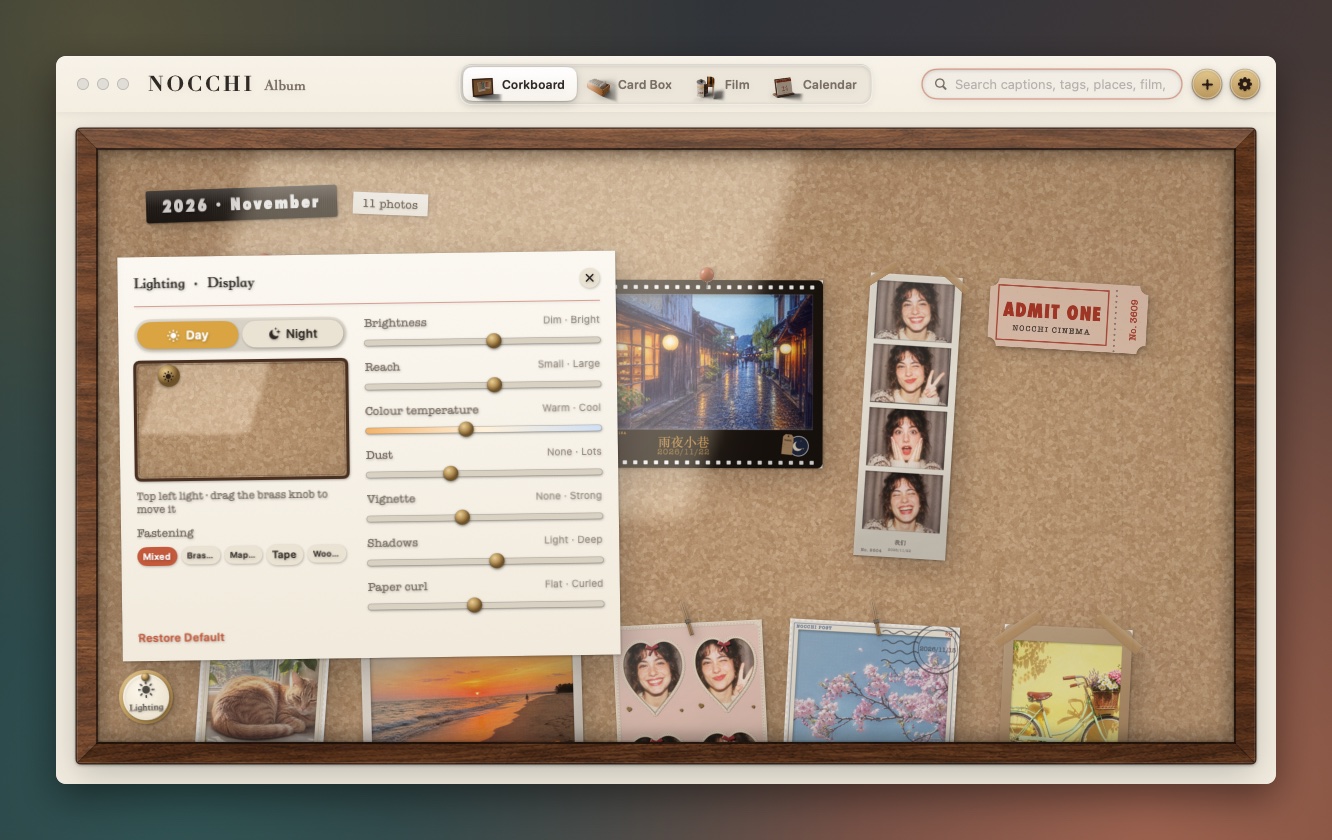 NOCCHI Album
Corkboard
Card Box
Film
Calendar
Search captions, tags, places, film,
2026 · November
11 photos
Lighting · Display
Day
Night
Top left light · drag the brass knob to
move it
Fastening
Mixed
Bras...
Map...
Tape
Woo...
Restore Default
Brightness
Dim · Bright
Reach
Small · Large
Colour temperature
Warm · Cool
Dust
None · Lots
Vignette
None · Strong
Shadows
Light · Deep
Paper curl
Flat · Curled
雨夜小巷
2026/11/22
我们
ADMIT ONE
NOCCHI CINEMA
No. 3609
Lighting
NOCCHI POST